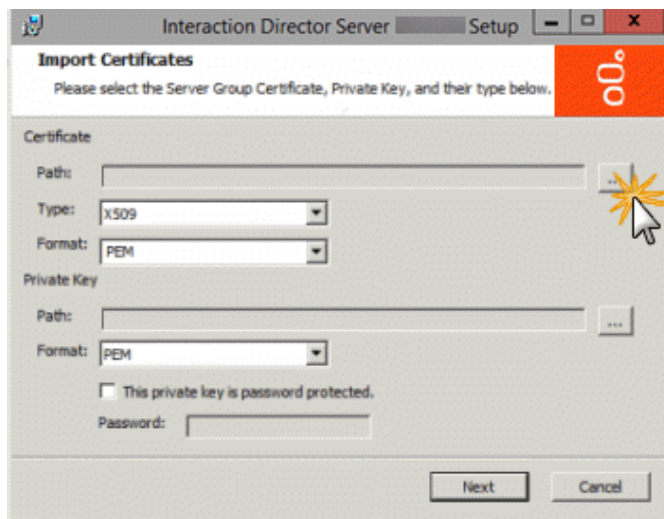 Interaction Director Server Setup
Import Certificates
Please select the Server Group Certificate, Private Key, and their type below.
Certificate
Path:
...
Type: X509
Format: PEM
Private Key
Path: ...
Format: PEM
This private key is password protected.
Password:
Next Cancel